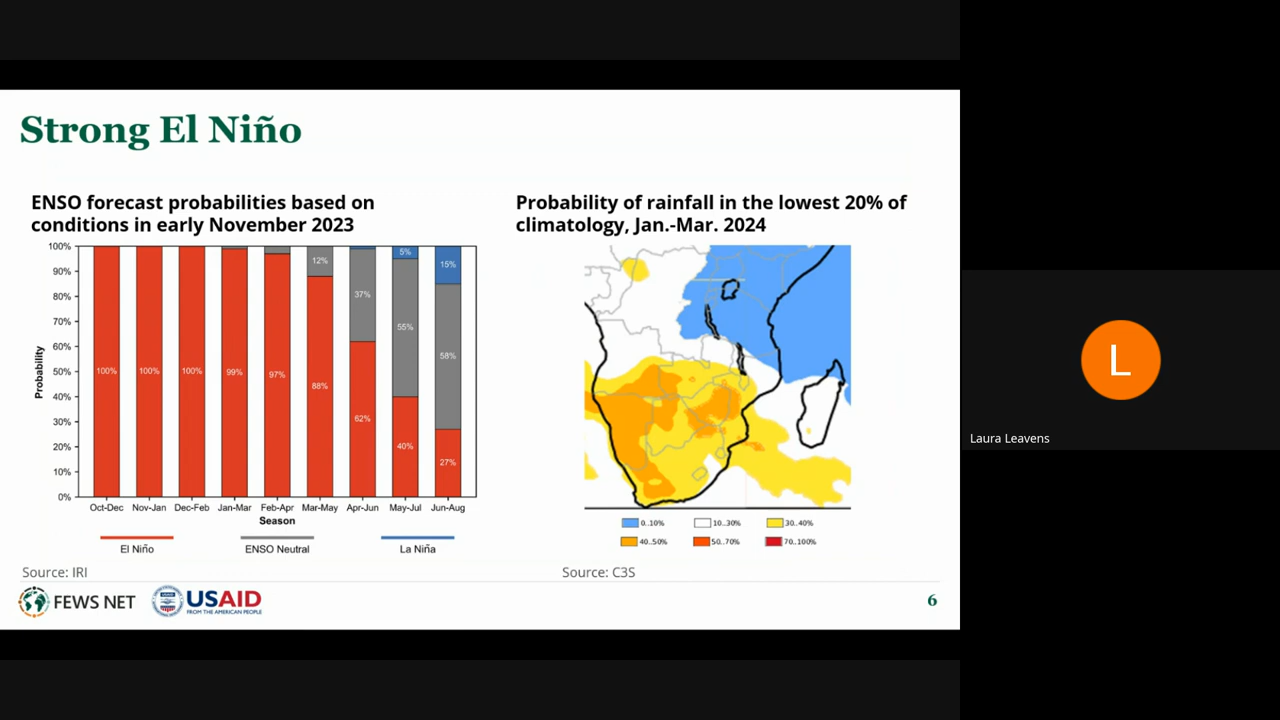 Strong El Niño
ENSO forecast probabilities based on
conditions in early November 2023
100%
90%
80%
70%
60%
50%
40%
30%
20%
10%
0%
Probability
100%
100%
100%
99%
97%
12%
88%
37%
62%
5%
55%
40%
15%
58%
27%
Oct-Dec Nov-Jan Dec-Feb Jan-Mar Feb-Apr Mar-May Apr-Jun May-Jul Jun-Aug
Season
El Niño ENSO Neutral La Niña
Source: IRI
Probability of rainfall in the lowest 20% of
climatology, Jan.-Mar. 2024
0..10% 10..30% 30..40%
40..50% 50..70% 70..100%
Source: C3S
FEWS NET
USAID
FROM THE AMERICAN PEOPLE
6
L
Laura Leavens